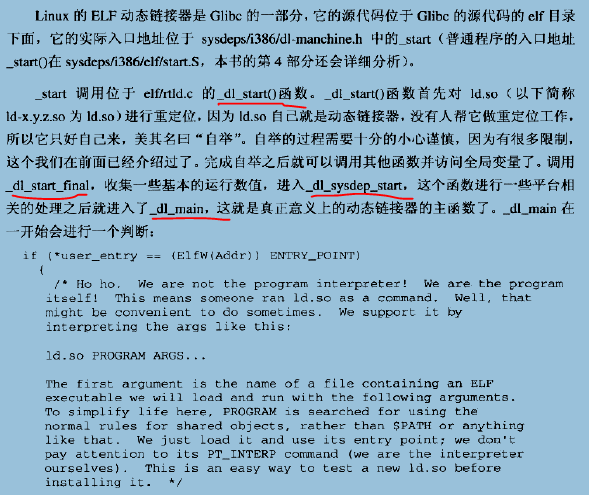 Linux 的 ELF 动态链接器是 Glibc 的一部分，它的源代码位于 Glibc 的源代码的 elf 目录
下面，它的实际入口地址位于 sysdeps/i386/dl-manchine.h 中的_start（普通程序的入口地址
_start()在 sysdeps/i386/elf/start.S，本书的第 4 部分还会详细分析）。
_start 调用位于 elf/rtld.c 的_dl_start()函数。_dl_start()函数首先对 ld.so（以下简称
ld-x.y.z.so 为 ld.so）进行重定位，因为 ld.so 自己就是动态链接器，没有人帮它做重定位工作，
所以它只好自己来，美其名曰“自举”。自举的过程需要十分的小心谨慎，因为有很多限制，
这个我们在前面已经介绍过了。完成自举之后就可以调用其他函数并访问全局变量了。调用
_dl_start_final，收集一些基本的运行数值，进入_dl_sysdep_start，这个函数进行一些平台相
关的处理之后就进入了_dl_main，这就是真正意义上的动态链接器的主函数了。_dl_main 在
一开始会进行一个判断：
if (*user_entry == (ElfW(Addr)) ENTRY_POINT)
{
/* Ho ho.  We are not the program interpreter!  We are the program
itself!  This means someone ran ld.so as a command.  Well, that
might be convenient to do sometimes.  We support it by
interpreting the args like this:
ld.so PROGRAM ARGS...
The first argument is the name of a file containing an ELF
executable we will load and run with the following arguments.
To simplify life here, PROGRAM is searched for using the
normal rules for shared objects, rather than $PATH or anything
like that.  We just load it and use its entry point; we don't
pay attention to its PT_INTERP command (we are the interpreter
ourselves).  This is an easy way to test a new ld.so before
installing it.  */